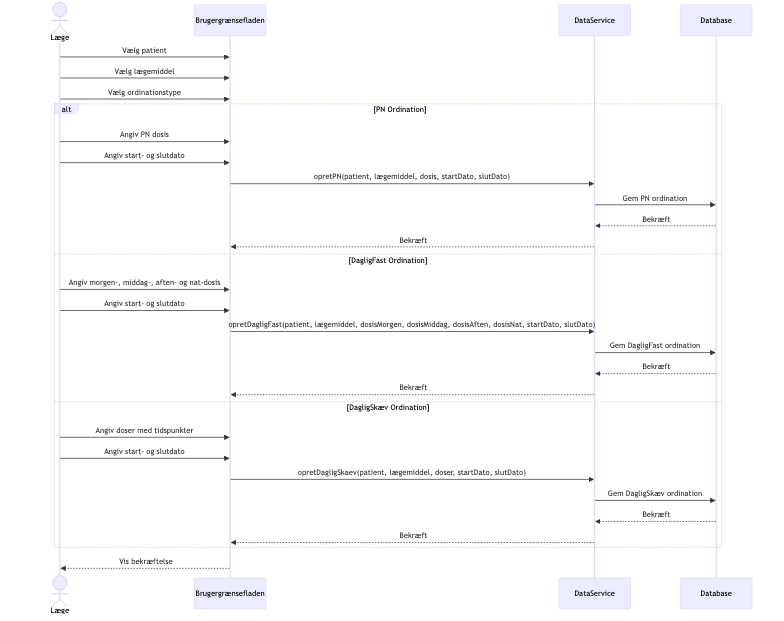 Læge
Brugergrænsefladen
DataService
Database
Vælg patient
Vælg lægemiddel
Vælg ordinationstype
alt
[PN Ordination]
Angiv PN dosis
Angiv start- og slutdato
opretPN(patient, lægemiddel, dosis, startDato, slutDato)
Gem PN ordination
Bekræft
Bekræft
[DagligFast Ordination]
Angiv morgen-, middag-, aften- og nat-dosis
Angiv start- og slutdato
opretDagligFast(patient, lægemiddel, dosisMorgen, dosisMiddag, dosisAften, dosisNat, startDato, slutDato)
Gem DagligFast ordination
Bekræft
Bekræft
[DagligSkæv Ordination]
Angiv doser med tidspunkter
Angiv start- og slutdato
opretDagligSkaev(patient, lægemiddel, doser, startDato, slutDato)
Gem DagligSkæv ordination
Bekræft
Bekræft
Vis bekræftelse
Læge
Brugergrænsefladen
DataService
Database